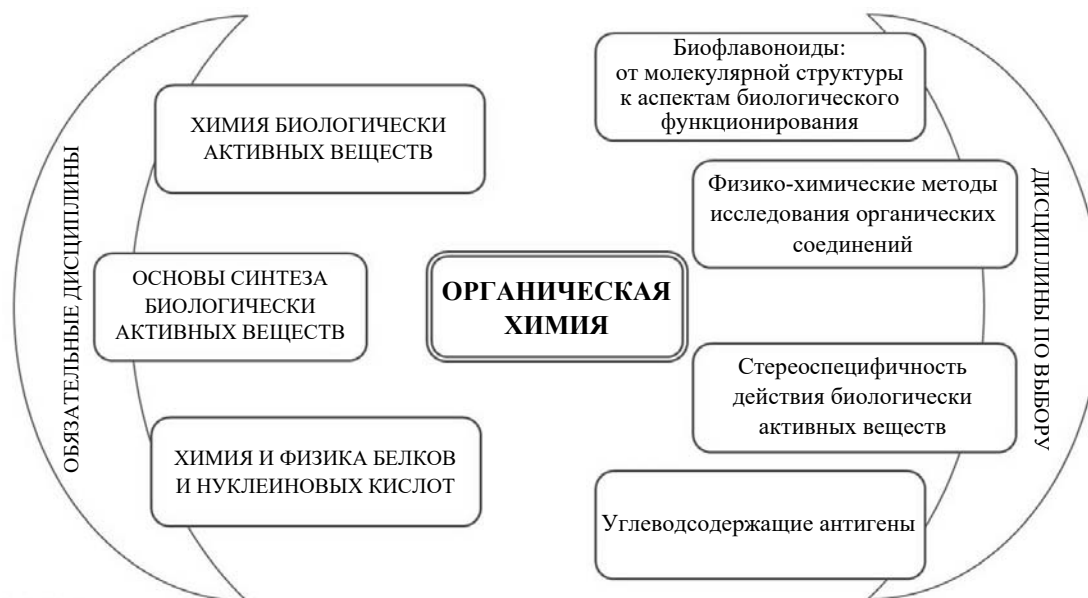 ОБЯЗАТЕЛЬНЫЕ ДИСЦИПЛИНЫ
ХИМИЯ БИОЛОГИЧЕСКИ
АКТИВНЫХ ВЕЩЕСТВ
ОСНОВЫ СИНТЕЗА
БИОЛОГИЧЕСКИ
АКТИВНЫХ ВЕЩЕСТВ
ХИМИЯ И ФИЗИКА БЕЛКОВ
И НУКЛЕИНОВЫХ КИСЛОТ
ОРГАНИЧЕСКАЯ
ХИМИЯ
Биофлавоноиды:
от молекулярной структуры
к аспектам биологического
функционирования
Физико-химические методы
исследования органических
соединений
Стереоспецифичность
действия биологически
активных веществ
Углеводсодержащие антигены
ДИСЦИПЛИНЫ ПО ВЫБОРУ